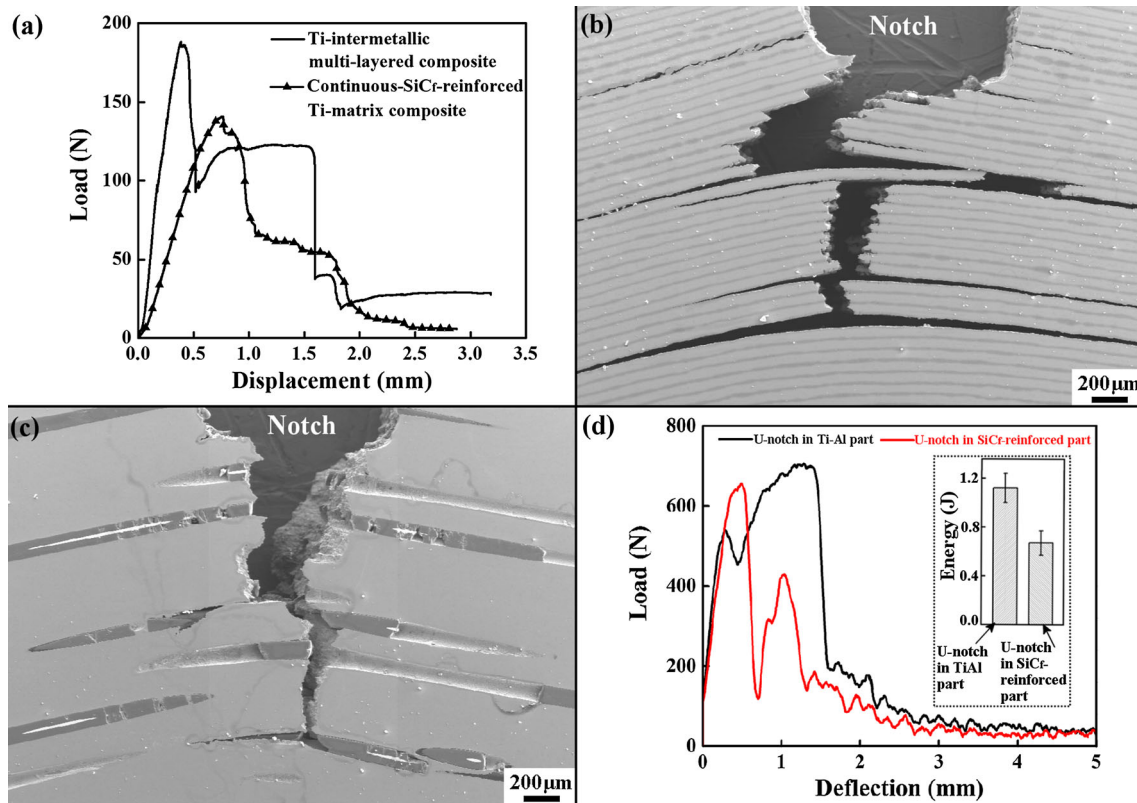 (a)
200
150
100
50
0
Load (N)
Ti-intermetallic
multi-layered composite
Continuous-SiCf-reinforced
Ti-matrix composite
0.0 0.5 1.0 1.5 2.0 2.5 3.0 3.5
Displacement (mm)
(b)
Notch
200μm
(c)
Notch
200μm
(d)
800
600
400
200
0
Load (N)
U-notch in Ti-Al part U-notch in SiCf-reinforced part
1.2
0.8
0.4
0.0
Energy (J)
U-notch
in TiAl
part
U-notch
in SiCf-
reinforced
part
0 1 2 3 4 5
Deflection (mm)